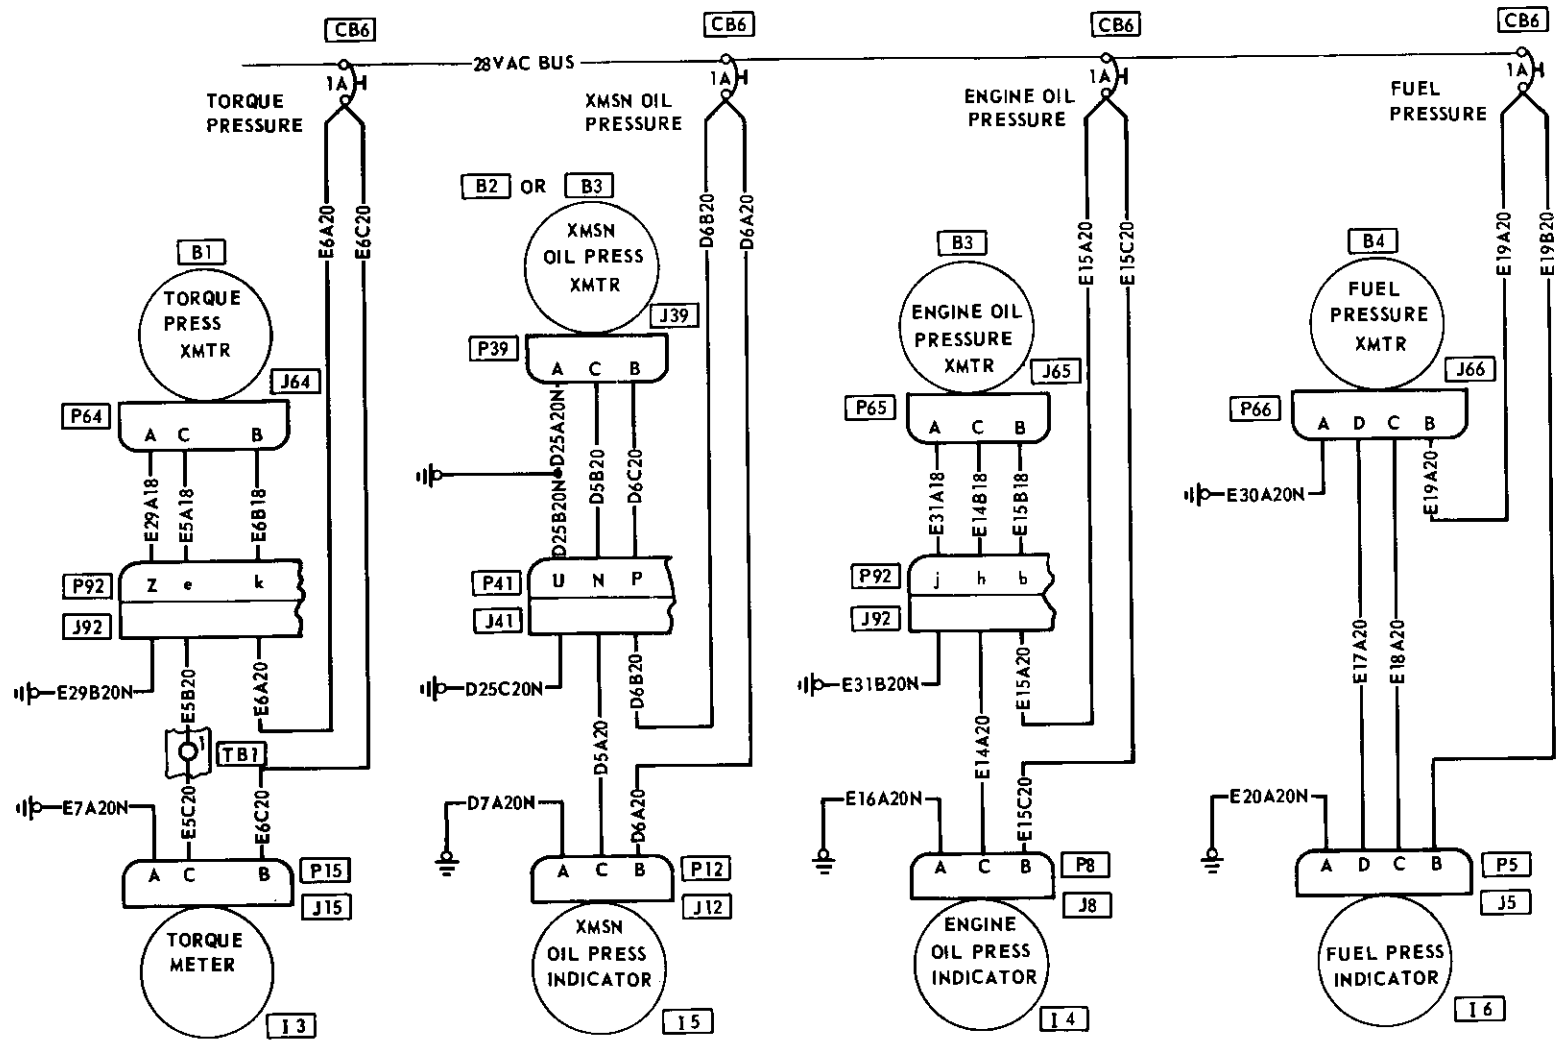 CB6
CB6
CB6
CB6
28VAC BUS
1A
1A
1A
1A
TORQUE
PRESSURE
XMSN OIL
PRESSURE
ENGINE OIL
PRESSURE
FUEL
PRESSURE
E6A20
E6C20
D6B20
D6A20
E15A20
E15C20
E19A20
E19B20
B1
TORQUE
PRESS
XMTR
J64
P64
A C B
E29A18
E5A18
E6B18
P92
Z e k
J92
E29B20N
E5B20
E6A20
1
TB1
E7A20N
E5C20
E6C20
A C B
P15
J15
TORQUE
METER
I 3
B2 OR B3
XMSN
OIL PRESS
XMTR
J39
P39
A C B
D25A20N
D25B20N
D5B20
D6C20
P41
U N P
J41
D25C20N
D5A20
D6B20
D7A20N
D6A20
A C B
P12
J12
XMSN
OIL PRESS
INDICATOR
I 5
B3
ENGINE OIL
PRESSURE
XMTR
J65
P65
A C B
E31A18
E14B18
E15B18
P92
j h b
J92
E31B20N
E14A20
E15A20
E16A20N
E15C20
A C B
P8
J8
ENGINE
OIL PRESS
INDICATOR
I 4
B4
FUEL
PRESSURE
XMTR
J66
P66
A D C B
E30A20N
E19A20
E17A20
E18A20
E20A20N
A D C B
P5
J5
FUEL PRESS
INDICATOR
I 6